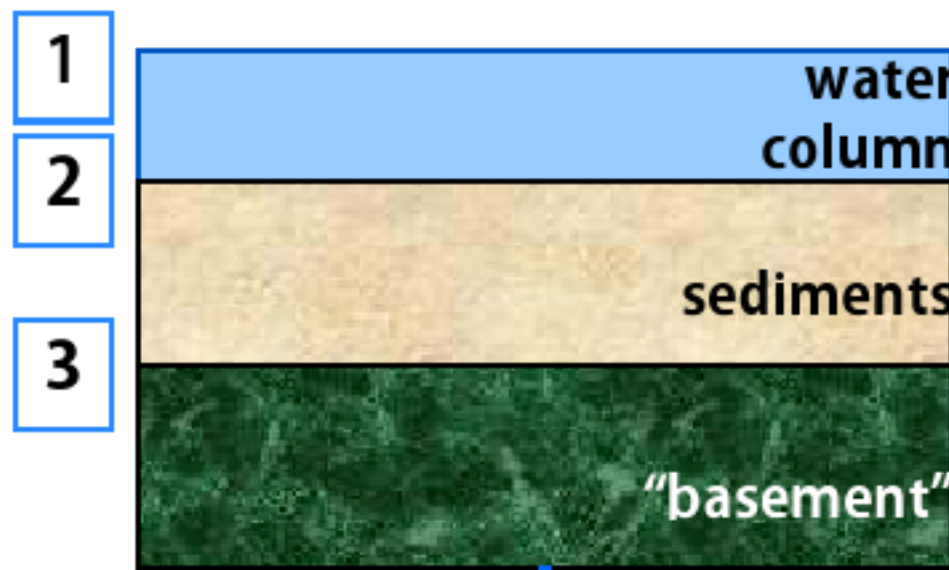 1
water
column
2
sediments
3
“basement”